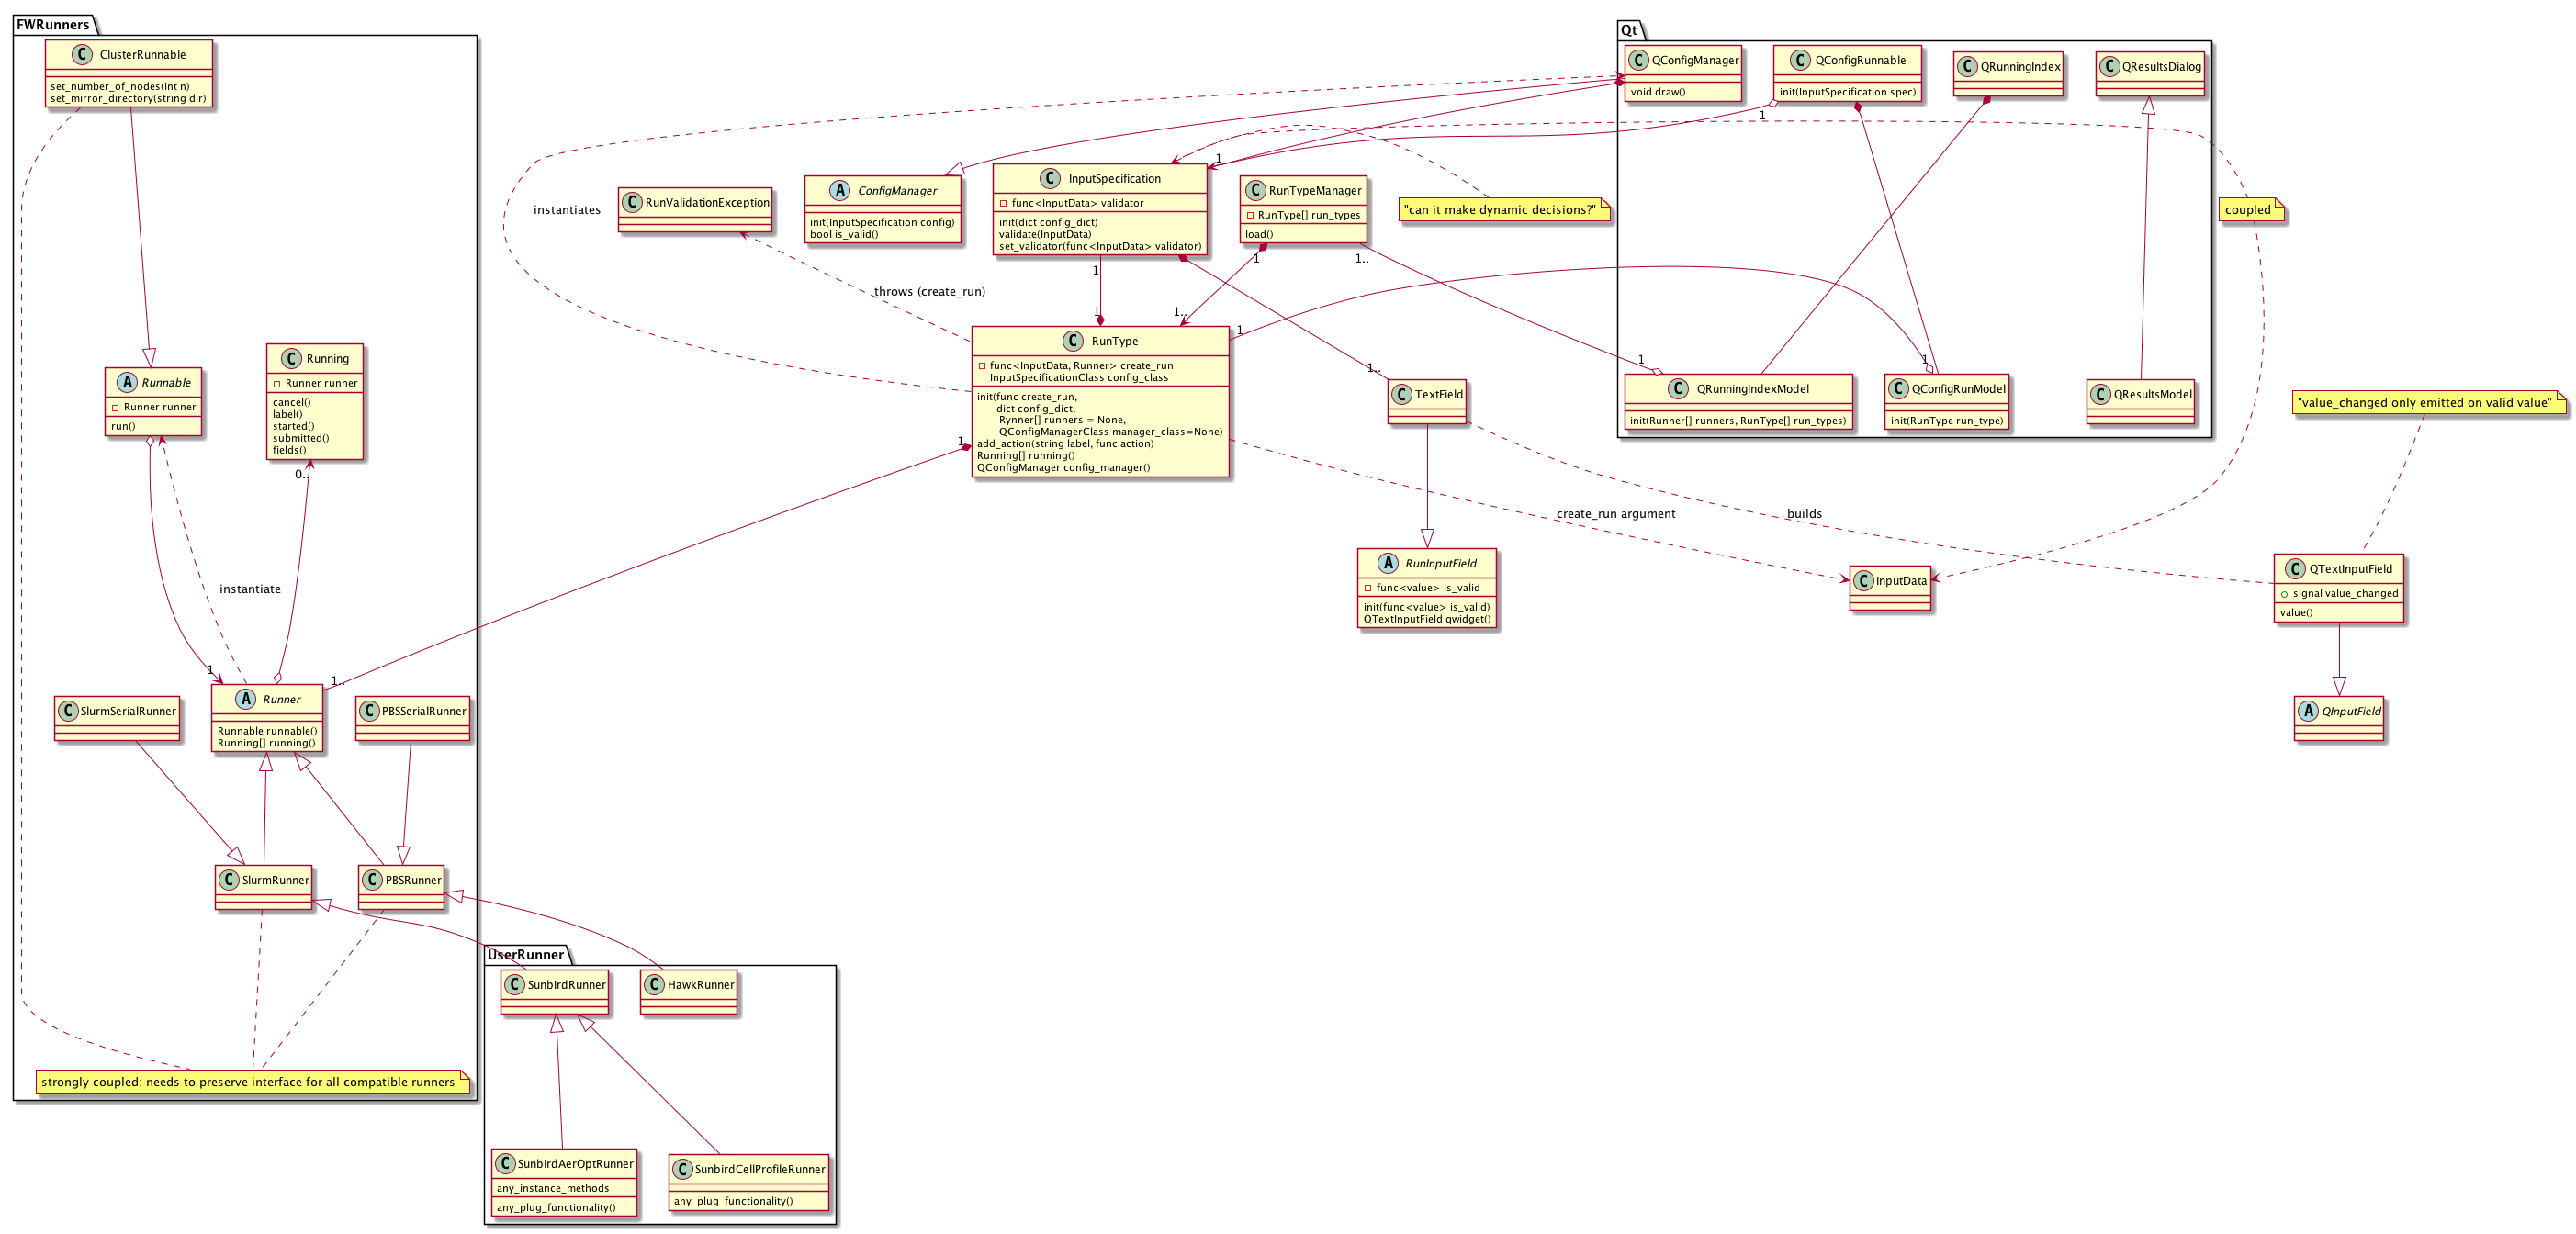 FWRunners
C ClusterRunnable
set_number_of_nodes(int n)
set_mirror_directory(string dir)
A Runnable
Runner runner
run()
C Running
Runner runner
cancel()
label()
started()
submitted()
fields()
0..
instantiate
1
1..
C SlurmSerialRunner
A Runner
Runnable runnable()
Running[] running()
C PBSSerialRunner
C SlurmRunner
C PBSRunner
strongly coupled: needs to preserve interface for all compatible runners
UserRunner
C SunbirdRunner
C HawkRunner
C SunbirdAerOptRunner
any_instance_methods
any_plug_functionality()
C SunbirdCellProfileRunner
any_plug_functionality()
instantiates
C RunValidationException
throws (create_run)
A ConfigManager
init(InputSpecification config)
bool is_valid()
1
C InputSpecification
func<InputData> validator
init(dict config_dict)
validate(InputData)
set_validator(func<InputData> validator)
1
1
C RunTypeManager
RunType[] run_types
load()
1
1..
1..
"can it make dynamic decisions?"
C RunType
func<InputData, Runner> create_run
InputSpecificationClass config_class
init(func create_run,
dict config_dict,
Rynner[] runners = None,
QConfigManagerClass manager_class=None)
add_action(string label, func action)
Running[] running()
QConfigManager config_manager()
1
1
1..
C TextField
create_run argument
builds
A RunInputField
func<value> is_valid
init(func<value> is_valid)
QTextInputField qwidget()
C InputData
Qt
C QConfigManager
void draw()
C QConfigRunnable
init(InputSpecification spec)
1
C QRunningIndex
C QResultsDialog
1
C QRunningIndexModel
init(Runner[] runners, RunType[] run_types)
1
C QConfigRunModel
init(RunType run_type)
C QResultsModel
coupled
"value_changed only emitted on valid value"
C QTextInputField
signal value_changed
value()
A QInputField